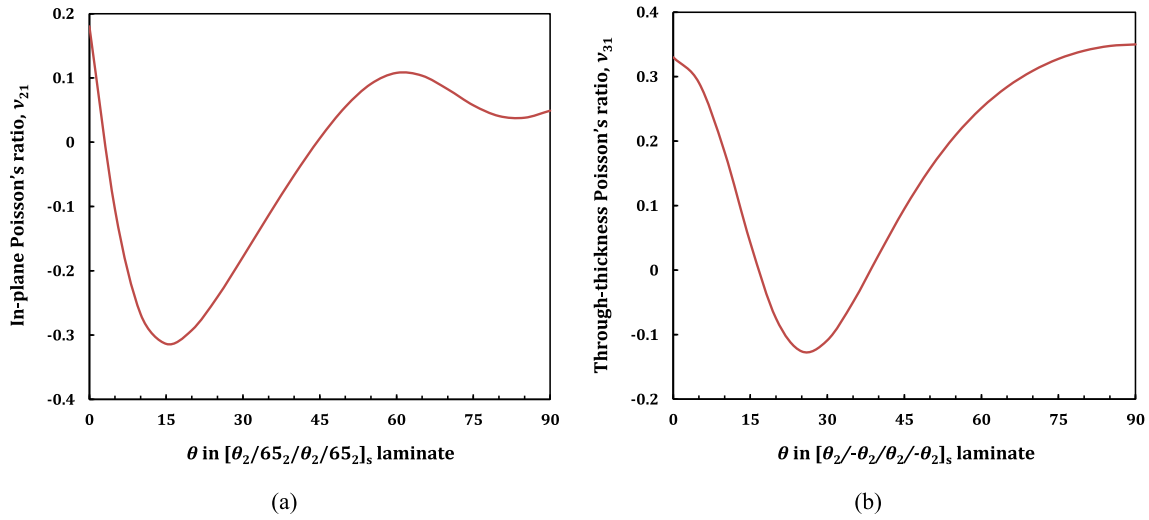 0.2
0.1
0
-0.1
-0.2
-0.3
-0.4
In-plane Poisson's ratio, ν₂₁
0 15 30 45 60 75 90
θ in [θ₂/65₂/θ₂/65₂]ₛ laminate
(a)
0.4
0.3
0.2
0.1
0
-0.1
-0.2
Through-thickness Poisson's ratio, ν₃₁
0 15 30 45 60 75 90
θ in [θ₂/-θ₂/θ₂/-θ₂]ₛ laminate
(b)